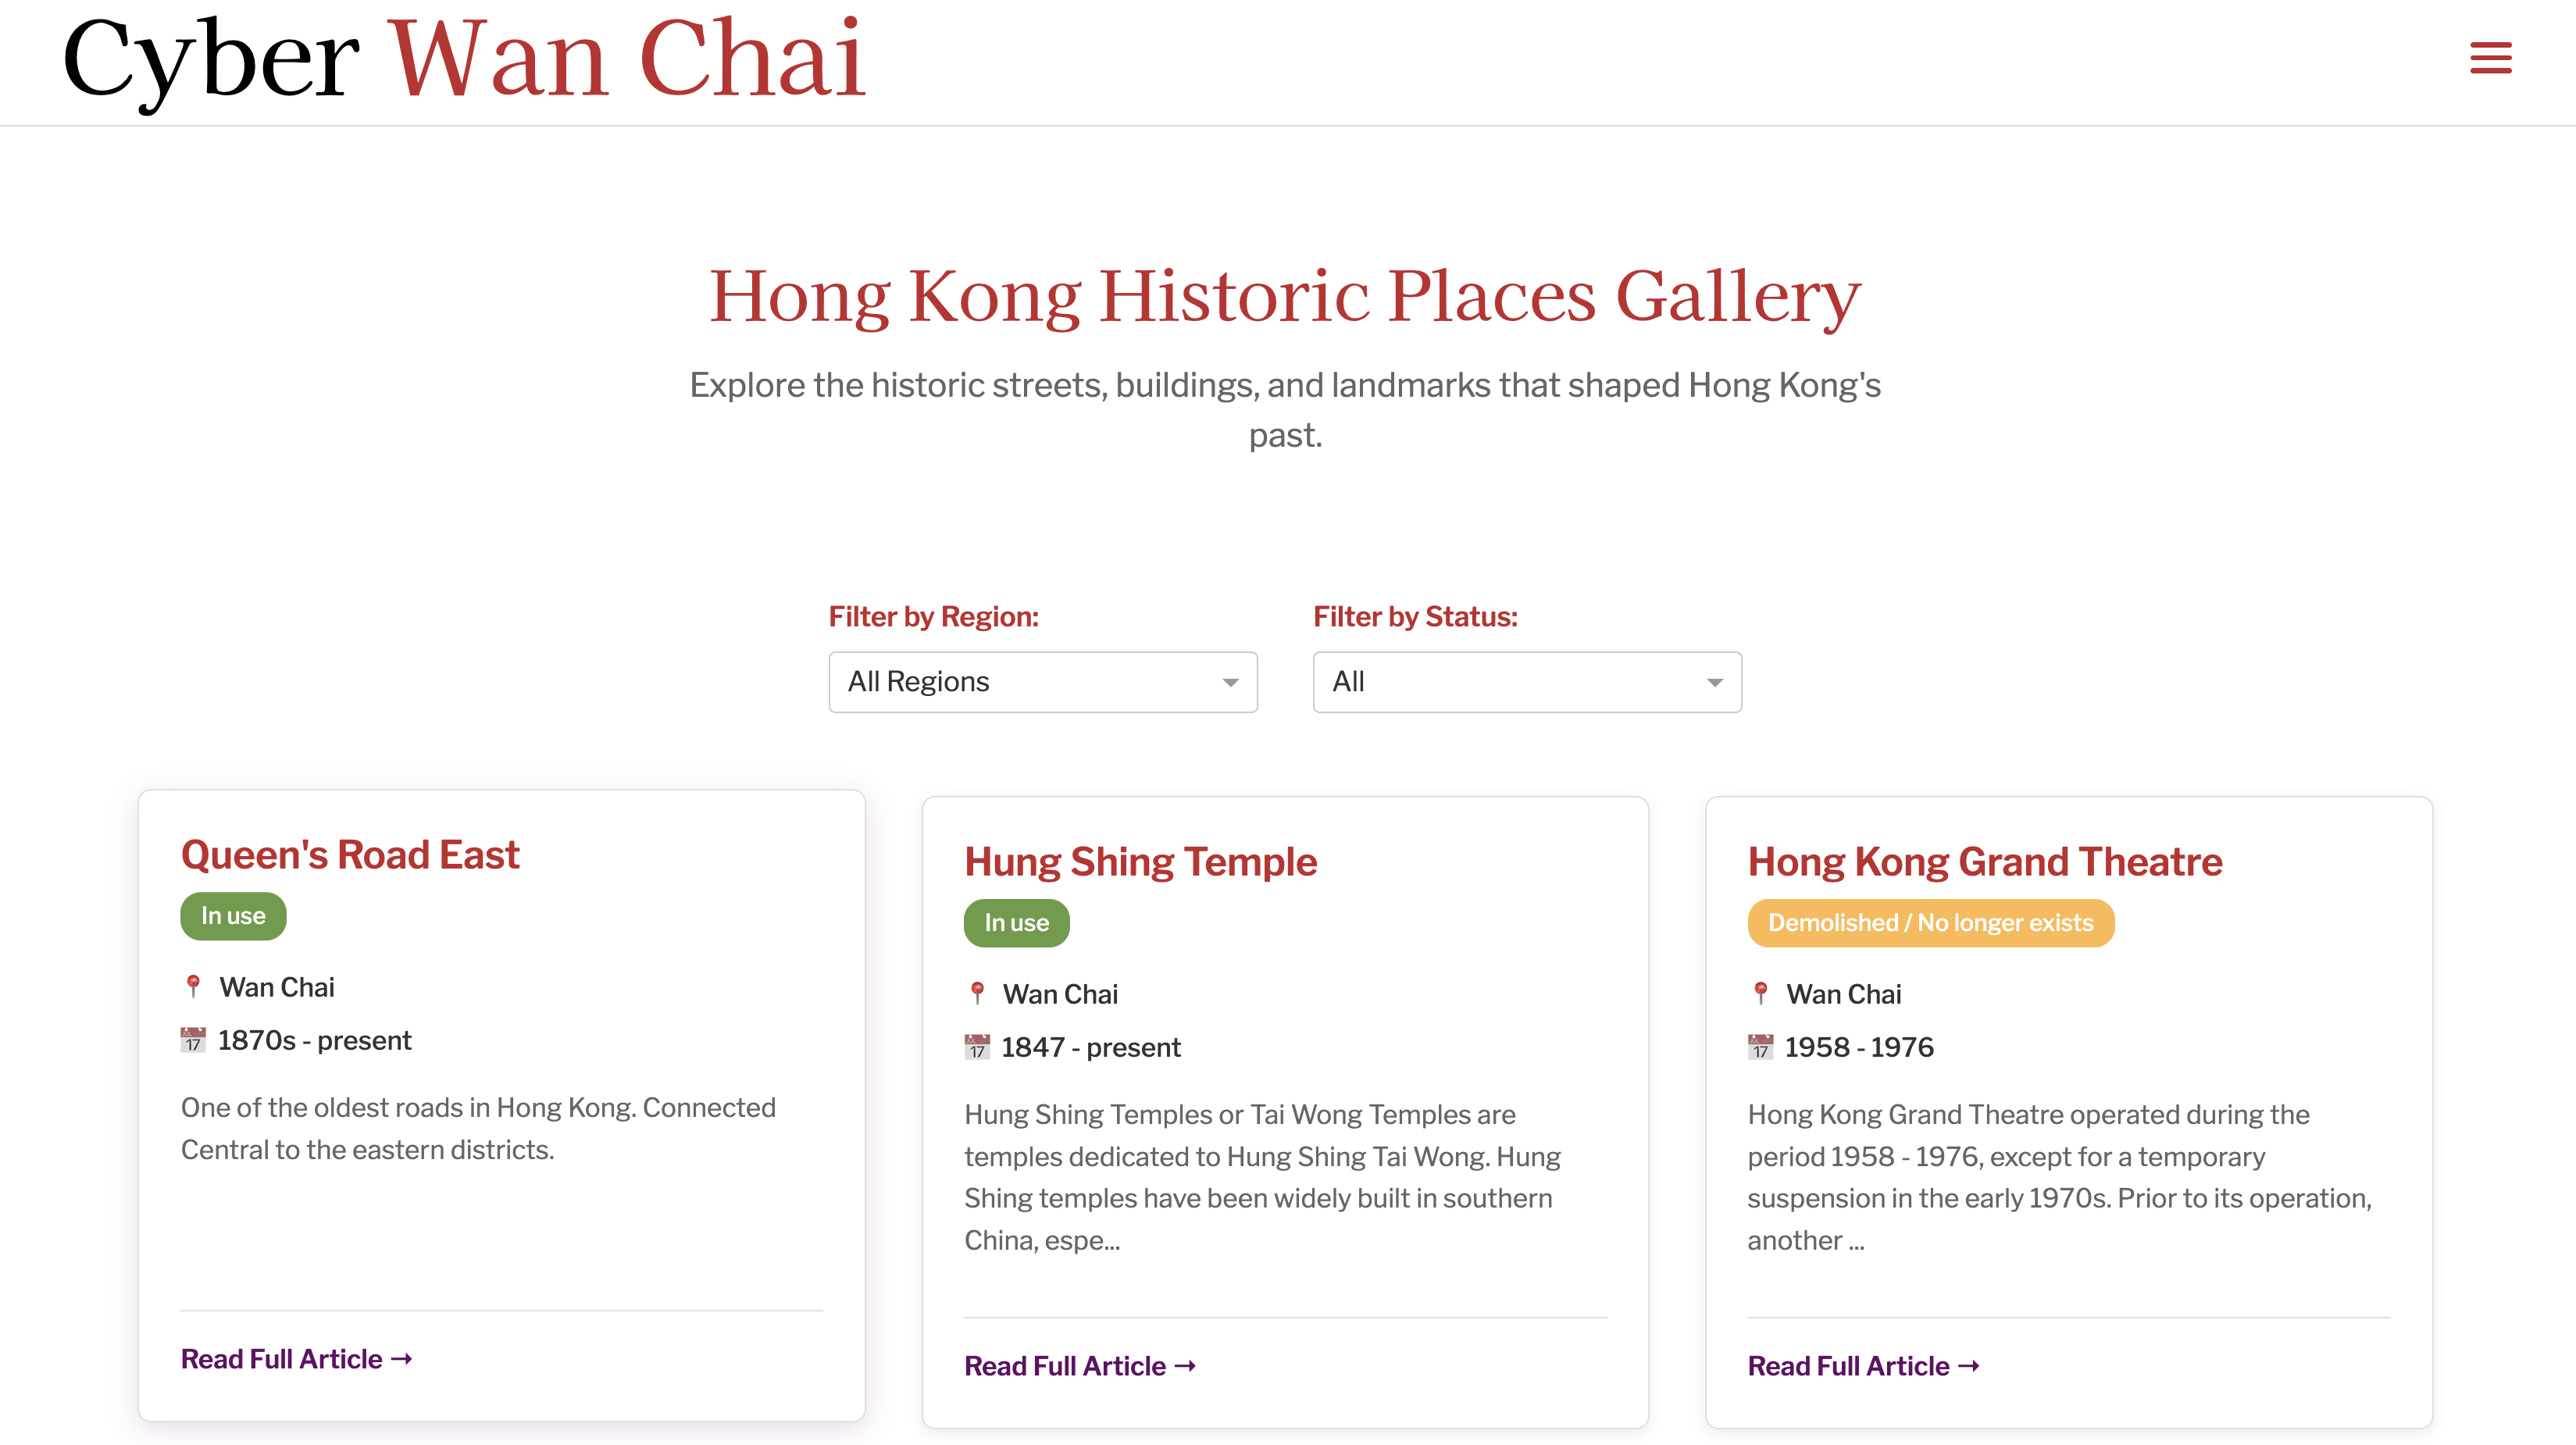 Cyber Wan Chai
Hong Kong Historic Places Gallery
Explore the historic streets, buildings, and landmarks that shaped Hong Kong's
past.
Filter by Region:
All Regions
Filter by Status:
All
Queen's Road East
In use
Wan Chai
17
1870s - present
One of the oldest roads in Hong Kong. Connected
Central to the eastern districts.
Read Full Article →
Hung Shing Temple
In use
Wan Chai
17
1847 - present
Hung Shing Temples or Tai Wong Temples are
temples dedicated to Hung Shing Tai Wong. Hung
Shing temples have been widely built in southern
China, espe...
Read Full Article →
Hong Kong Grand Theatre
Demolished / No longer exists
Wan Chai
17
1958 - 1976
Hong Kong Grand Theatre operated during the
period 1958 - 1976, except for a temporary
suspension in the early 1970s. Prior to its operation,
another ...
Read Full Article →